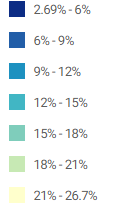 2.69% - 6%
6% - 9%
9% - 12%
12% - 15%
15% - 18%
18% - 21%
21% - 26.7%